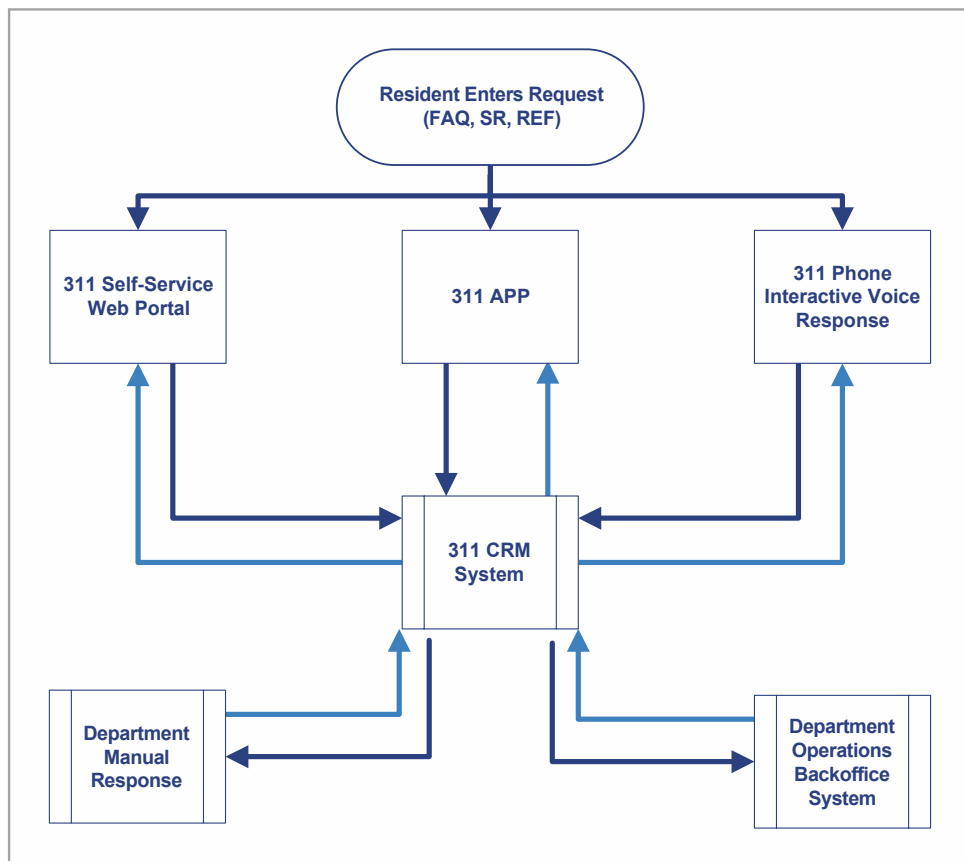 Resident Enters Request
(FAQ, SR, REF)
311 Self-Service
Web Portal
311 APP
311 Phone
Interactive Voice
Response
311 CRM
System
Department
Manual
Response
Department
Operations
Backoffice
System